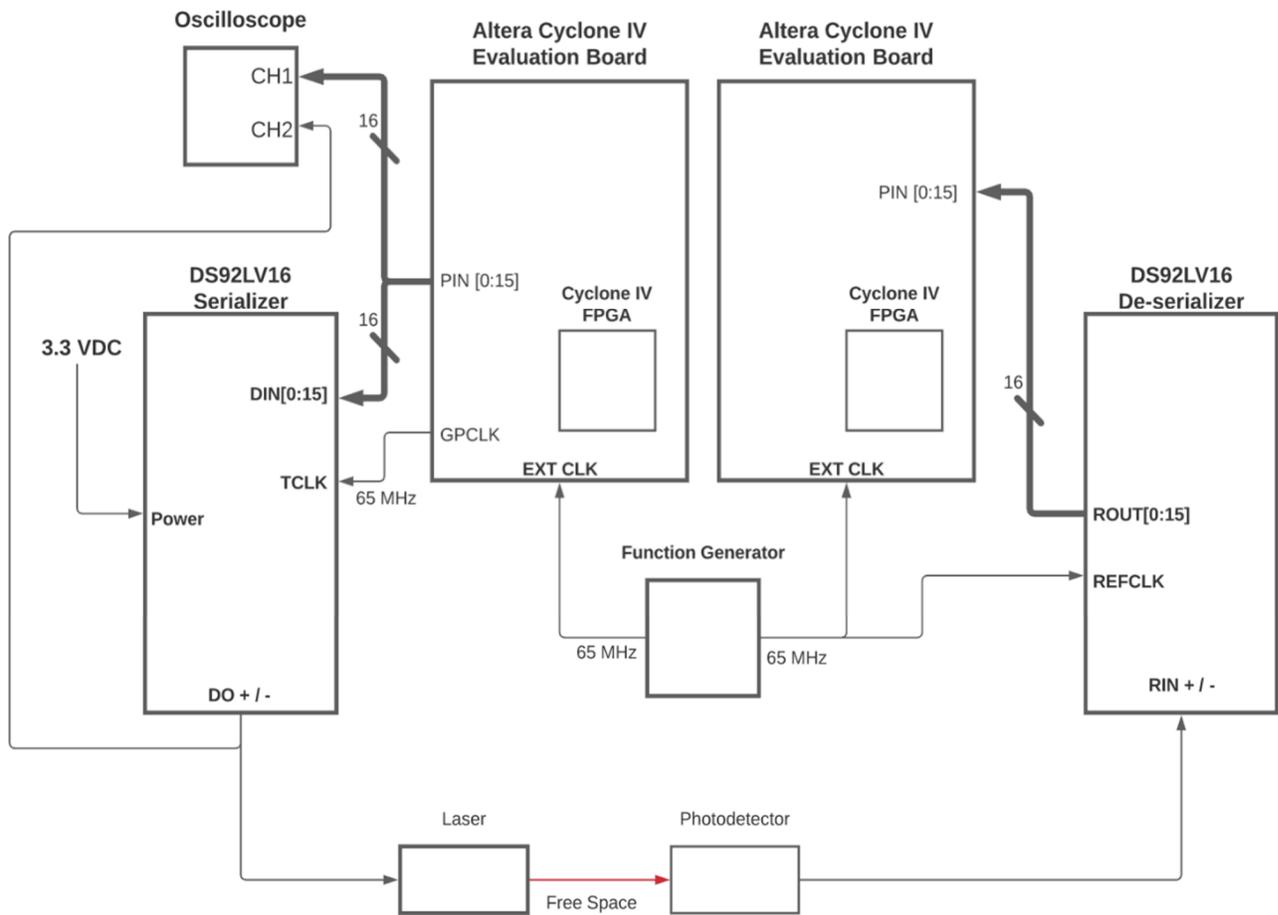 Oscilloscope
CH1
CH2
16
Altera Cyclone IV
Evaluation Board
Altera Cyclone IV
Evaluation Board
PIN [0:15]
PIN [0:15]
DS92LV16
Serializer
3.3 VDC
16
DIN[0:15]
GPCLK
TCLK
65 MHz
Power
DO + / -
Cyclone IV
FPGA
EXT CLK
Cyclone IV
FPGA
EXT CLK
DS92LV16
De-serializer
16
ROUT[0:15]
REFCLK
RIN + / -
Function Generator
65 MHz
65 MHz
Laser
Photodetector
Free Space